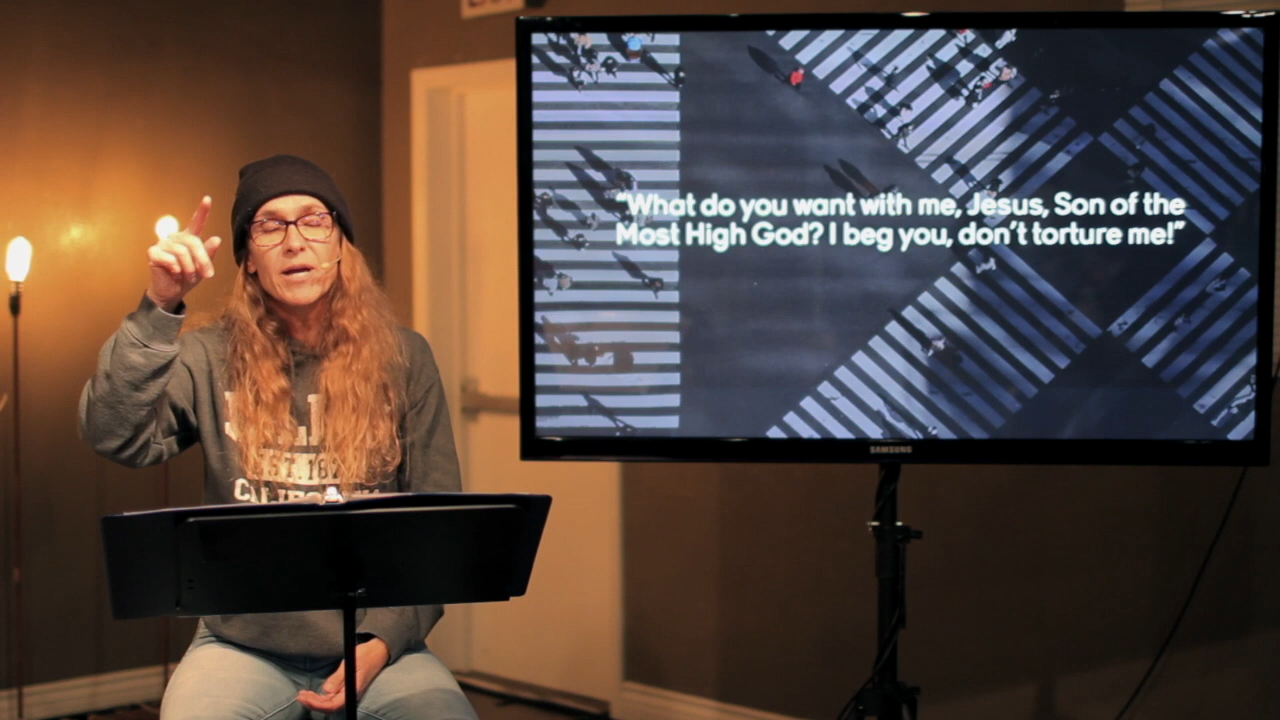 “What do you want with me, Jesus, Son of the
Most High God? I beg you, don’t torture me!”
SAMSUNG